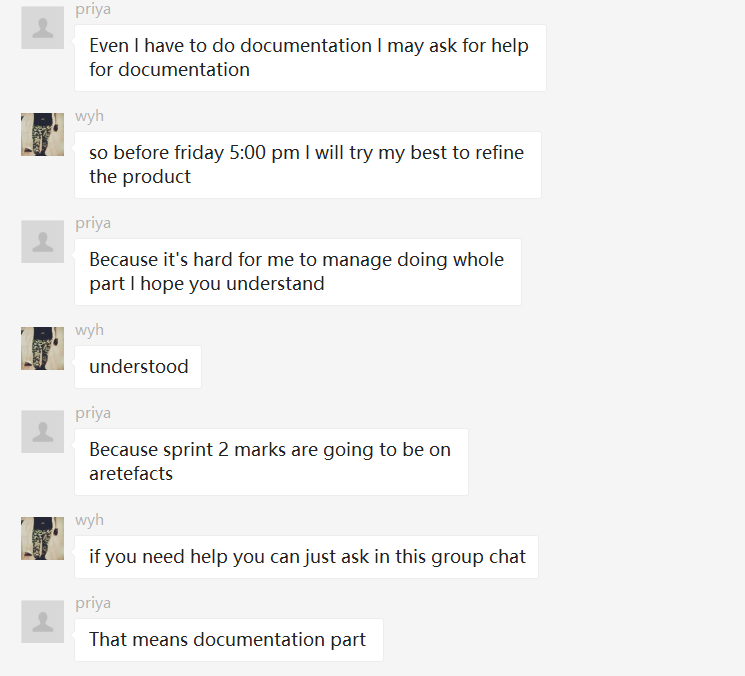 priya
Even I have to do documentation I may ask for help
for documentation
wyh
so before friday 5:00 pm I will try my best to refine
the product
priya
Because it's hard for me to manage doing whole
part I hope you understand
wyh
understood
priya
Because sprint 2 marks are going to be on
aretefacts
wyh
if you need help you can just ask in this group chat
priya
That means documentation part